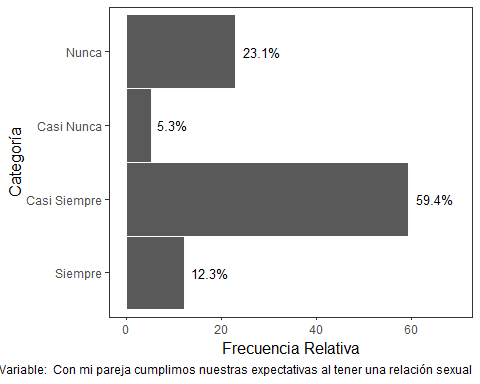 Nunca
23.1%
Casi Nunca
5.3%
Categoría
Casi Siempre
59.4%
Siempre
12.3%
0 20 40 60
Frecuencia Relativa
Variable: Con mi pareja cumplimos nuestras expectativas al tener una relación sexual